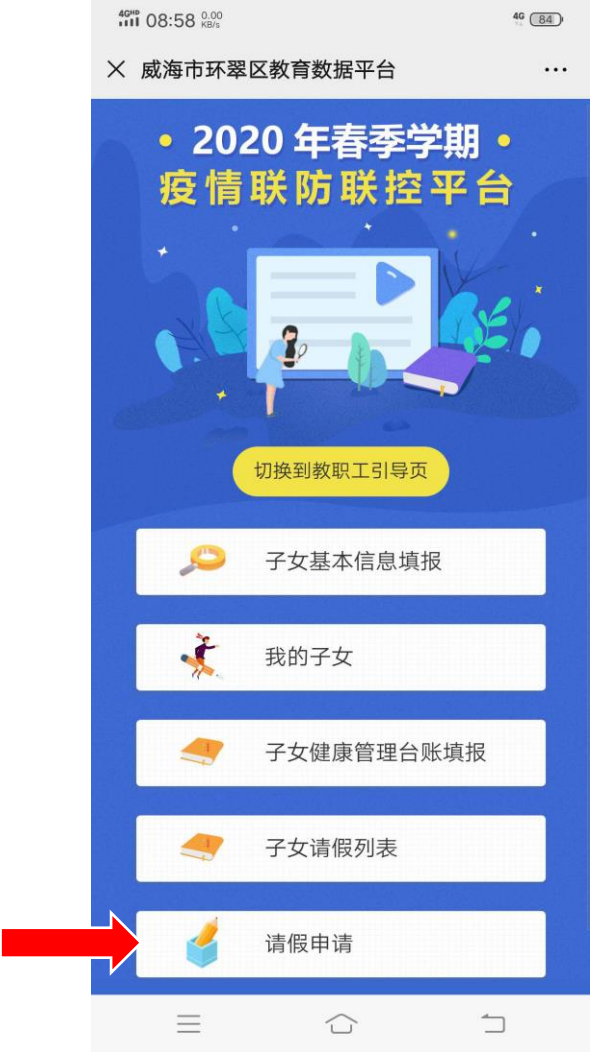 4GHD 08:58 0.00 KB/s 4G 84
威海市环翠区教育数据平台
2020 年春季学期
疫情联防联控平台
切换到教职工引导页
子女基本信息填报
我的子女
子女健康管理台账填报
子女请假列表
请假申请